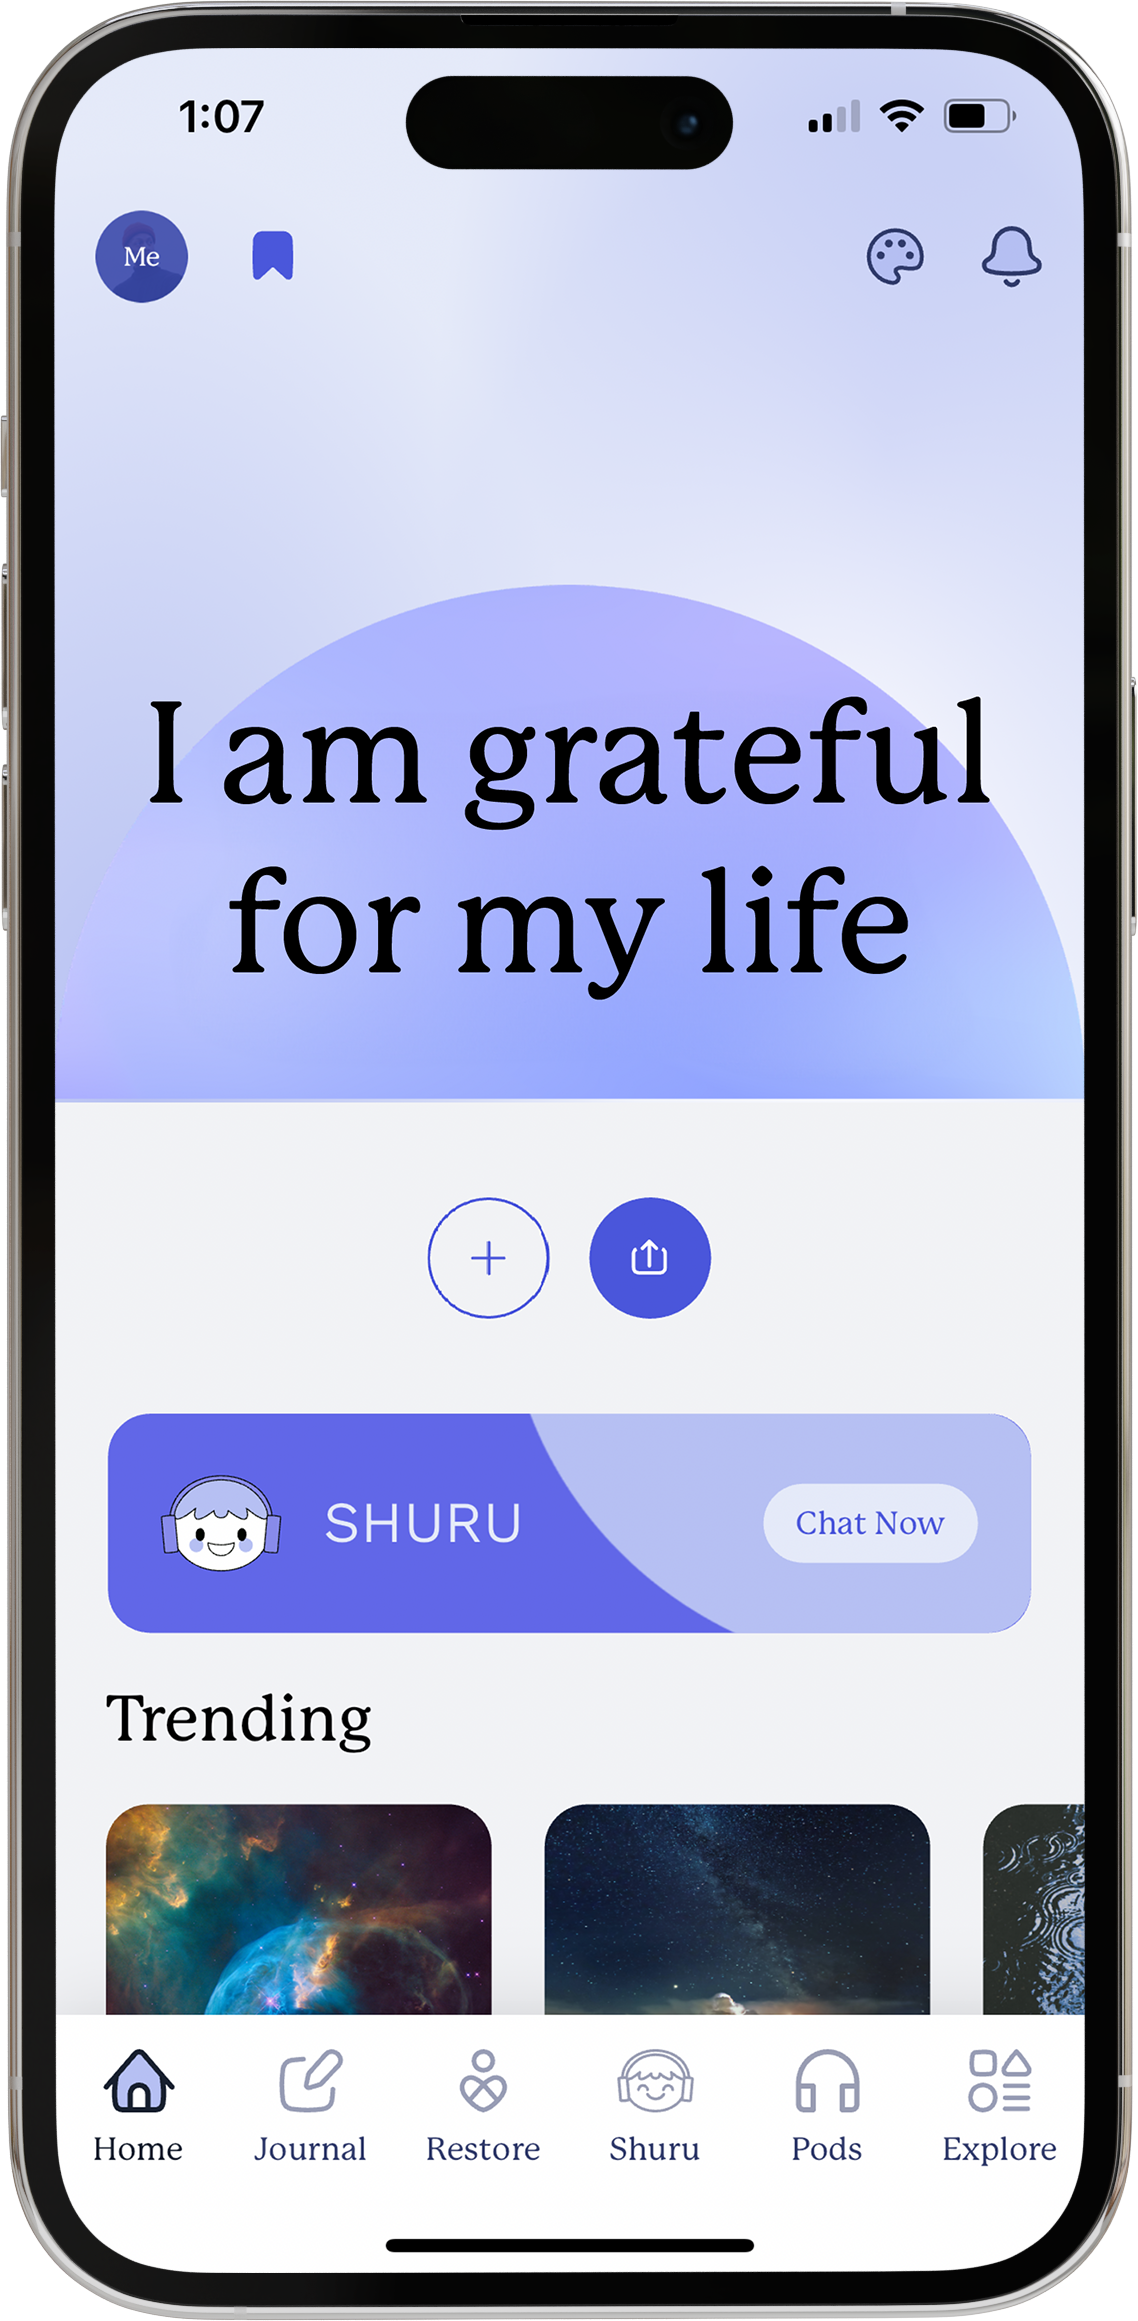 1:07
Me
I am grateful
for my life
SHURU
Chat Now
Trending
Home Journal Restore Shuru Pods Explore